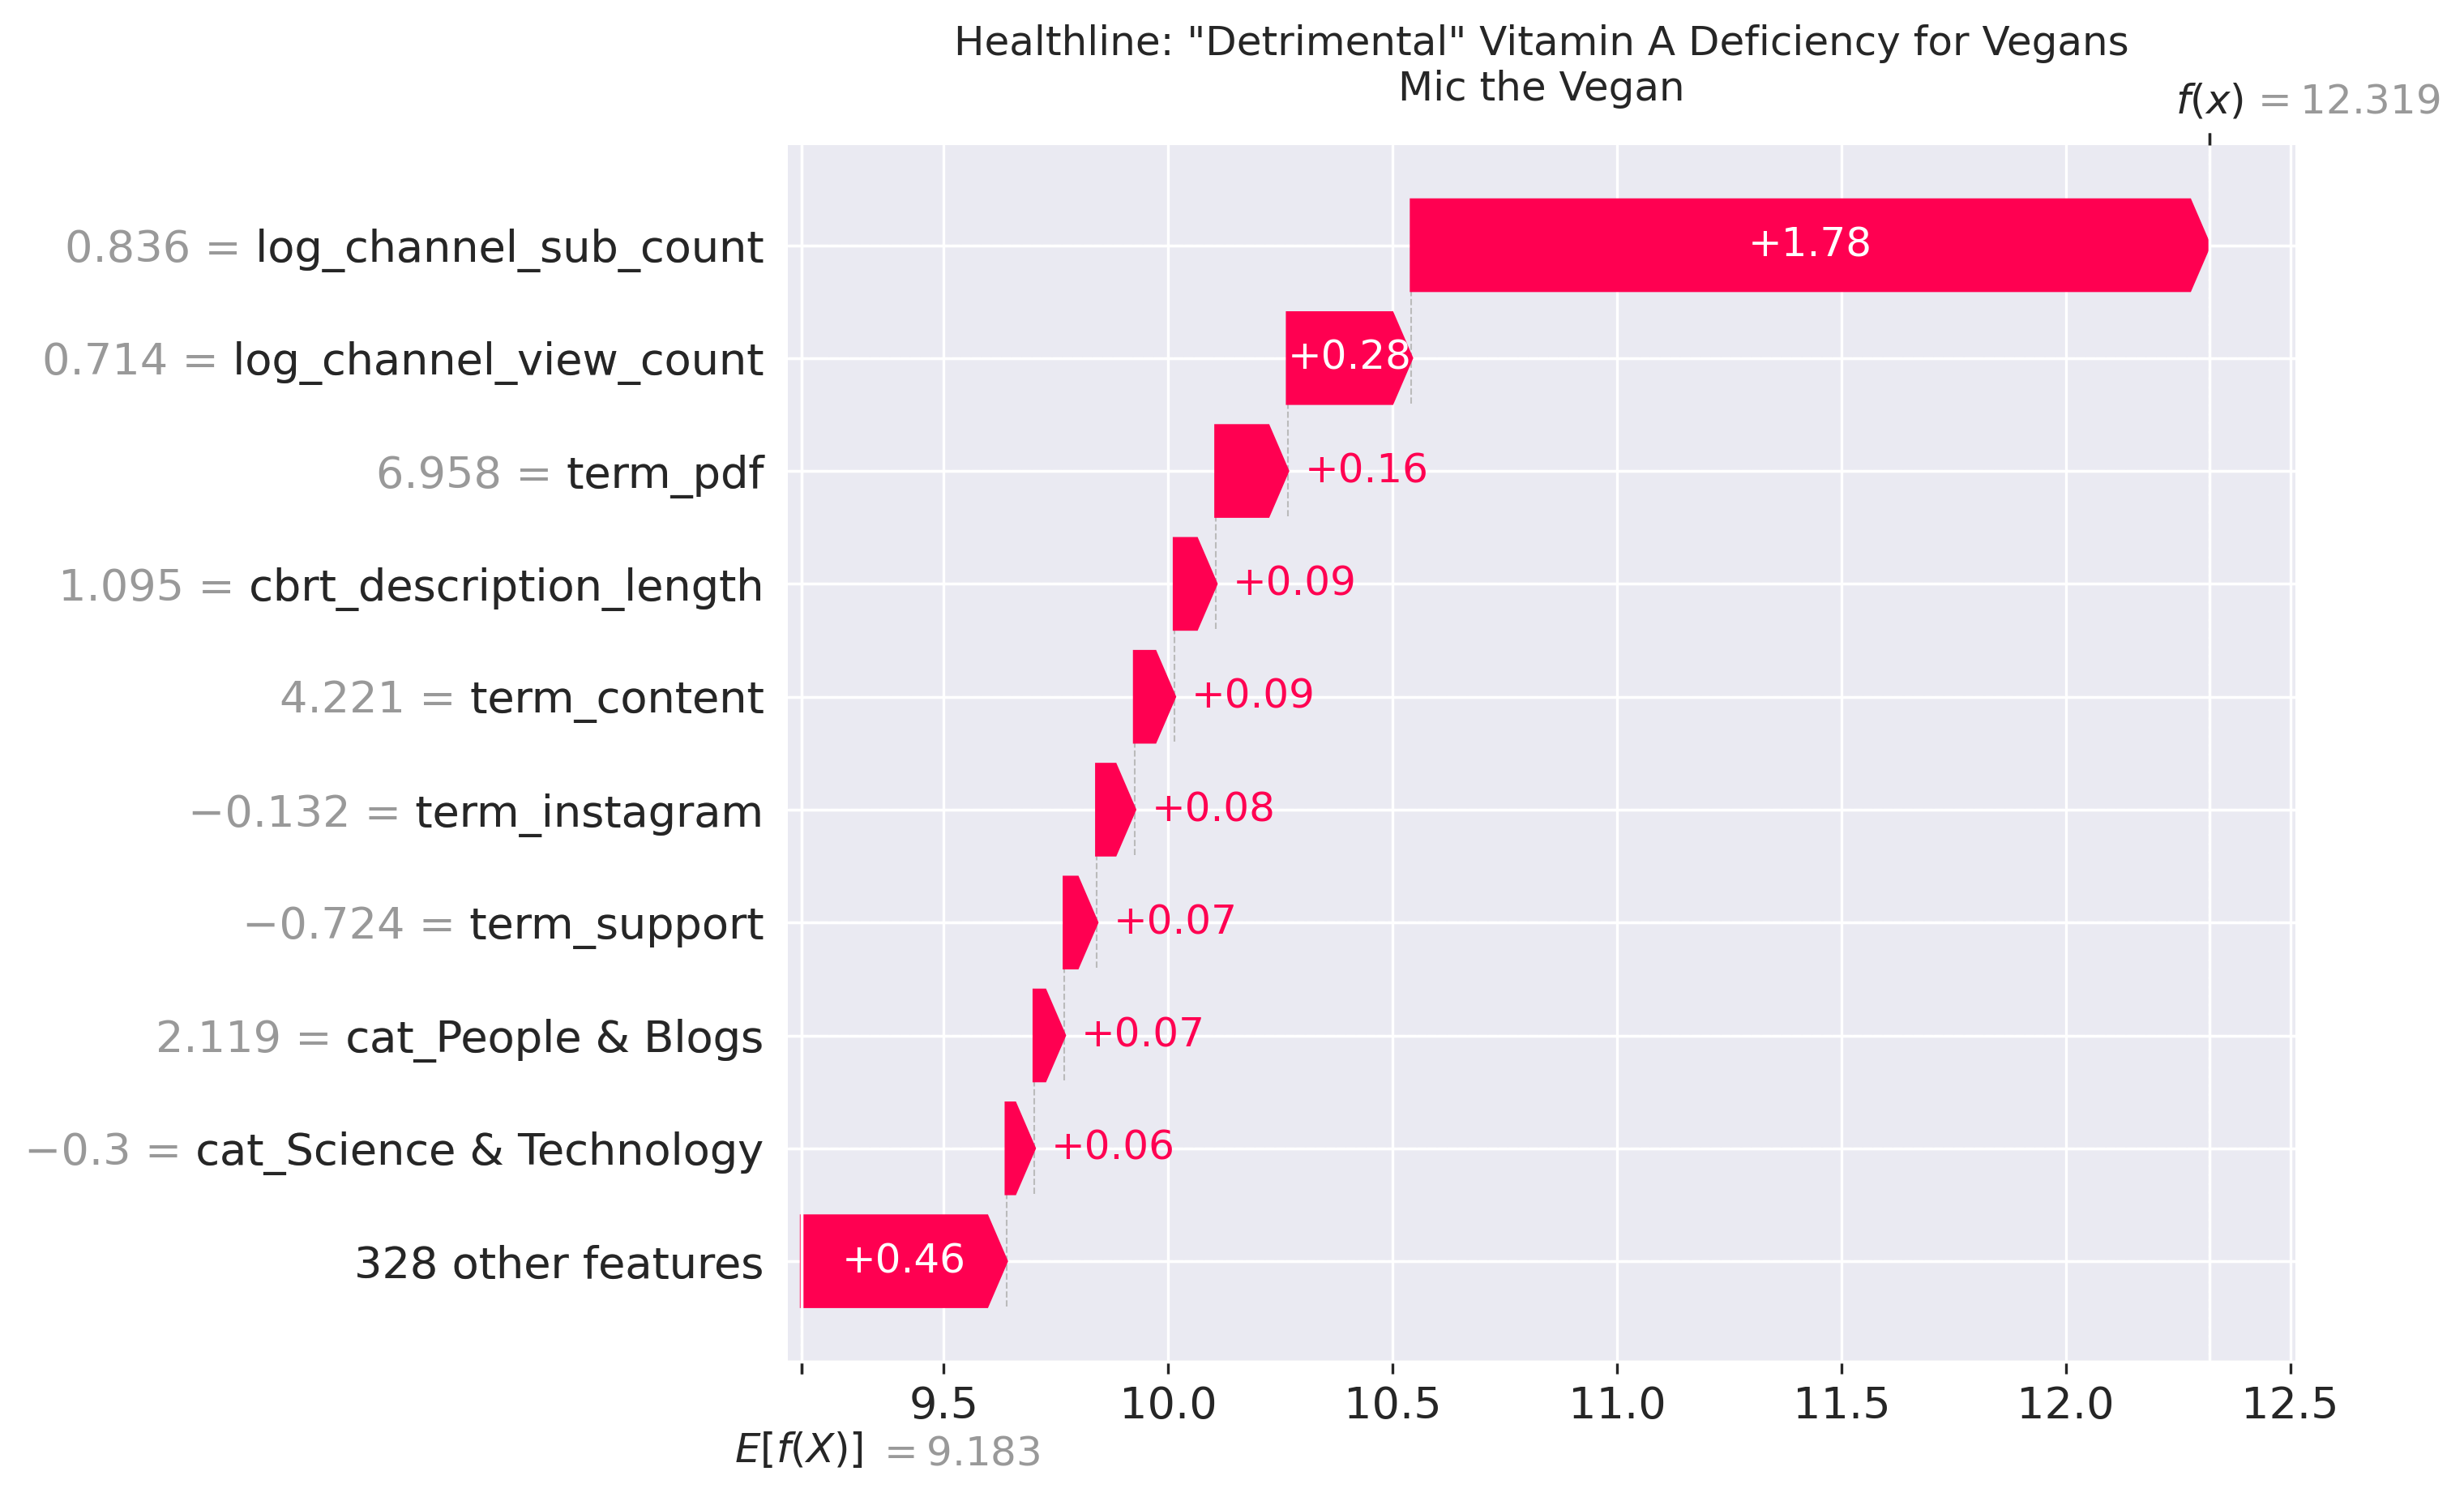 Healthline: "Detrimental" Vitamin A Deficiency for Vegans
Mic the Vegan
f(x) = 12.319
0.836 = log_channel_sub_count
+1.78
0.714 = log_channel_view_count
+0.28
6.958 = term_pdf
+0.16
1.095 = cbrt_description_length
+0.09
4.221 = term_content
+0.09
−0.132 = term_instagram
+0.08
−0.724 = term_support
+0.07
2.119 = cat_People & Blogs
+0.07
−0.3 = cat_Science & Technology
+0.06
328 other features
+0.46
9.5 10.0 10.5 11.0 11.5 12.0 12.5
E[f(X)] = 9.183